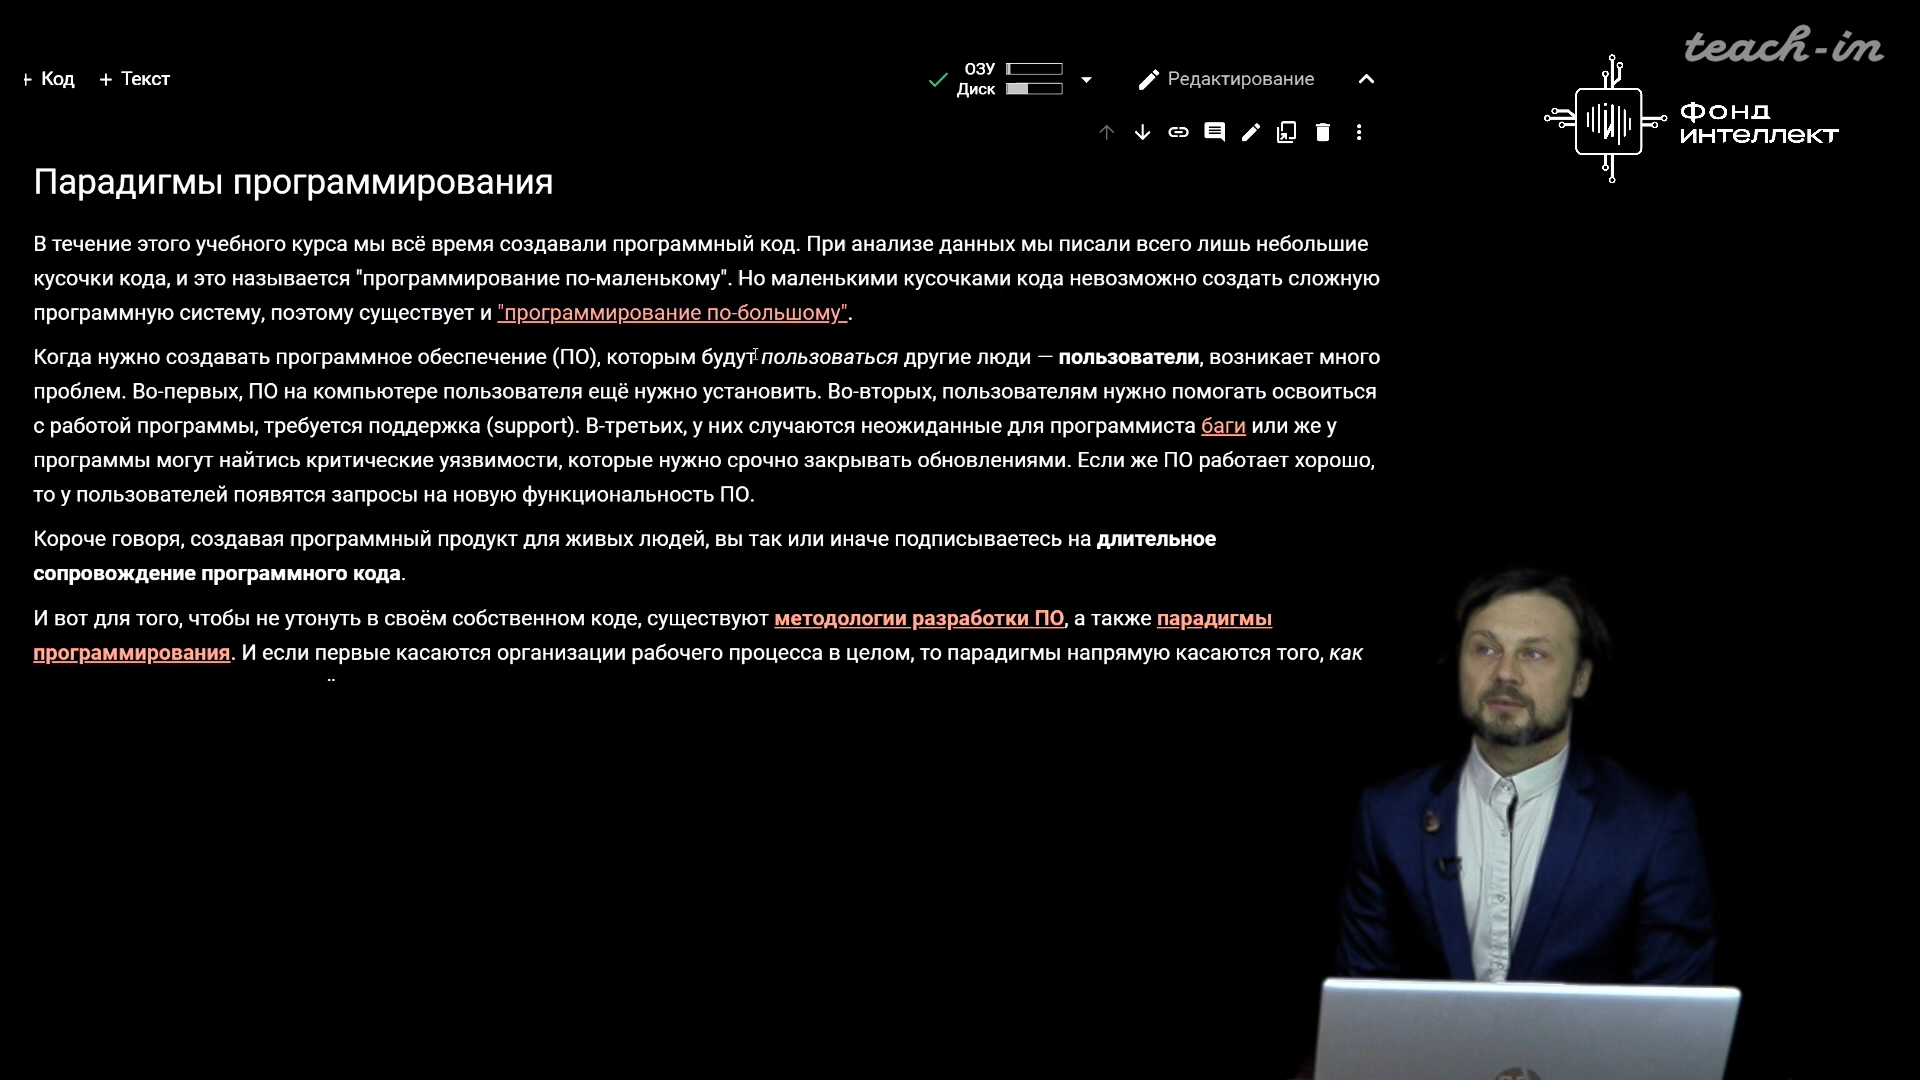 teach-in
+ Код + Текст
ОЗУ
Диск
Редактирование
Фонд
интеллект
Парадигмы программирования
В течение этого учебного курса мы всё время создавали программный код. При анализе данных мы писали всего лишь небольшие
кусочки кода, и это называется "программирование по-маленькому". Но маленькими кусочками кода невозможно создать сложную
программную систему, поэтому существует и "программирование по-большому".
Когда нужно создавать программное обеспечение (ПО), которым будут пользоваться другие люди — пользователи, возникает много
проблем. Во-первых, ПО на компьютере пользователя ещё нужно установить. Во-вторых, пользователям нужно помогать освоиться
с работой программы, требуется поддержка (support). В-третьих, у них случаются неожиданные для программиста баги или же у
программы могут найтись критические уязвимости, которые нужно срочно закрывать обновлениями. Если же ПО работает хорошо,
то у пользователей появятся запросы на новую функциональность ПО.
Короче говоря, создавая программный продукт для живых людей, вы так или иначе подписываетесь на длительное
сопровождение программного кода.
И вот для того, чтобы не утонуть в своём собственном коде, существуют методологии разработки ПО, а также парадигмы
программирования. И если первые касаются организации рабочего процесса в целом, то парадигмы напрямую касаются того, как